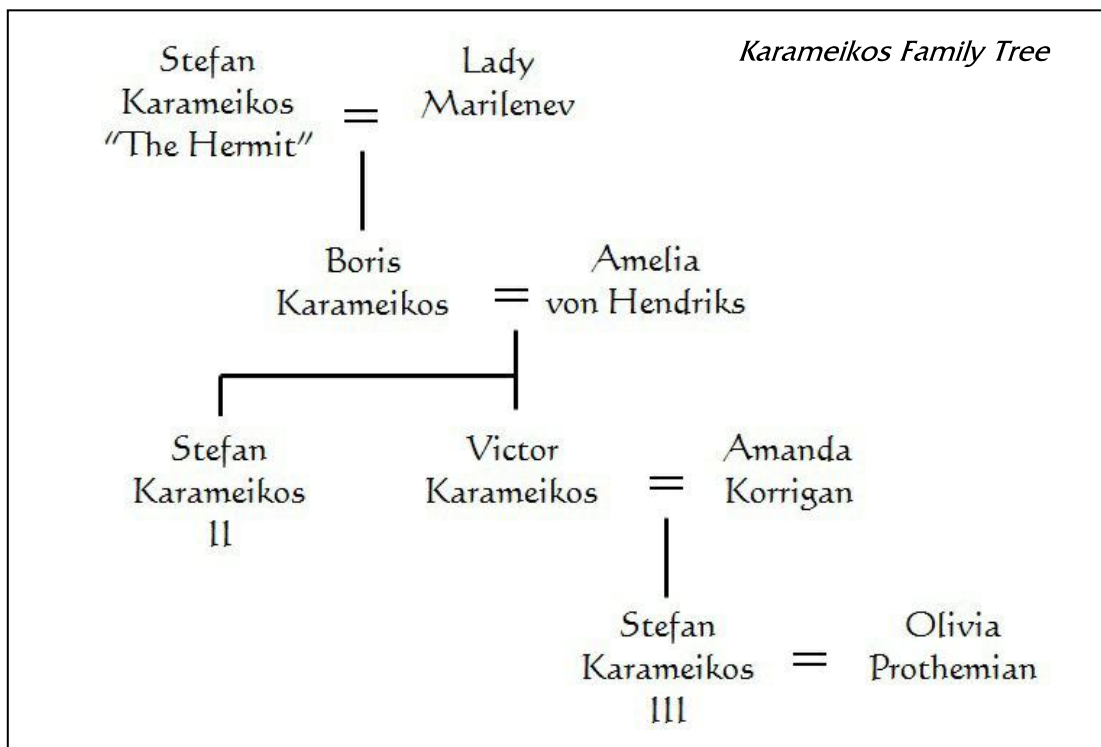 Karameikos Family Tree
Stefan
Karameikos
"The Hermit"
=
Lady
Marilenev
Boris
Karameikos
=
Amelia
von Hendriks
Stefan
Karameikos
II
Victor
Karameikos
=
Amanda
Korrigan
Stefan
Karameikos
III
=
Olivia
Prothemian